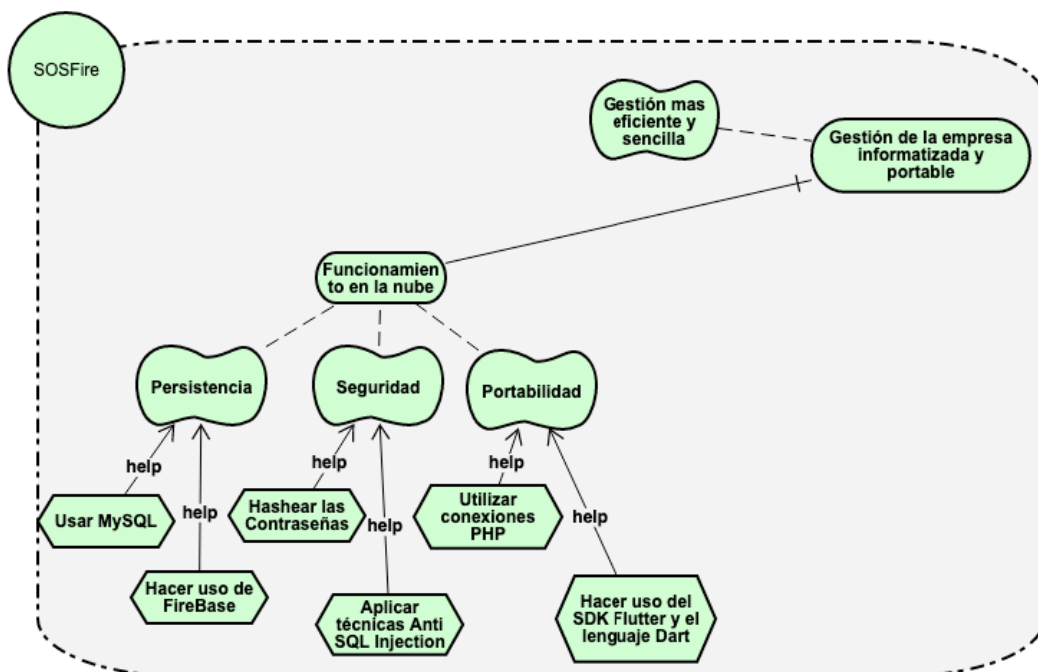 SOSFire
Gestión mas
eficiente y
sencilla
Gestión de la empresa
informatizada y
portable
Funcionamien
to en la nube
Persistencia
Seguridad
Portabilidad
help
help
help
Usar MySQL
Hashear las
Contraseñas
Utilizar
conexiones
PHP
help
help
help
Hacer uso de
FireBase
Aplicar
técnicas Anti
SQL Injection
Hacer uso del
SDK Flutter y el
lenguaje Dart